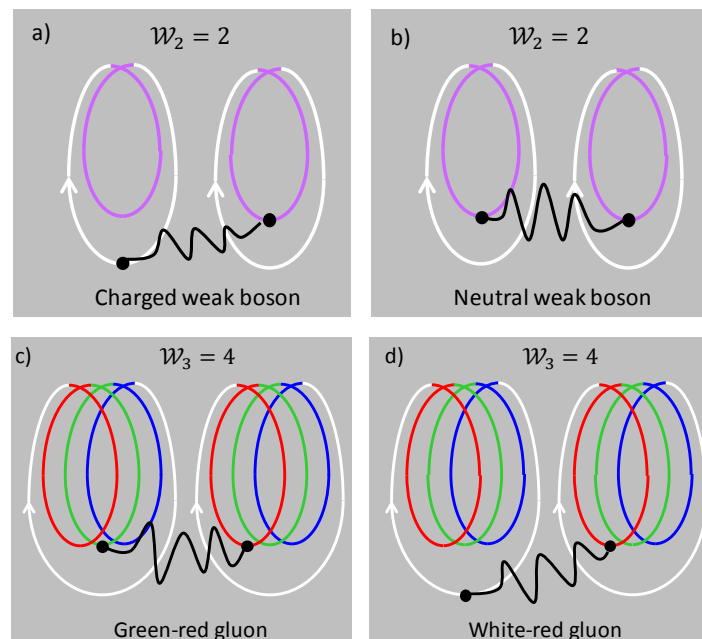 a) 𝒲₂ = 2
b) 𝒲₂ = 2
Charged weak boson
Neutral weak boson
c) 𝒲₃ = 4
d) 𝒲₃ = 4
Green-red gluon
White-red gluon